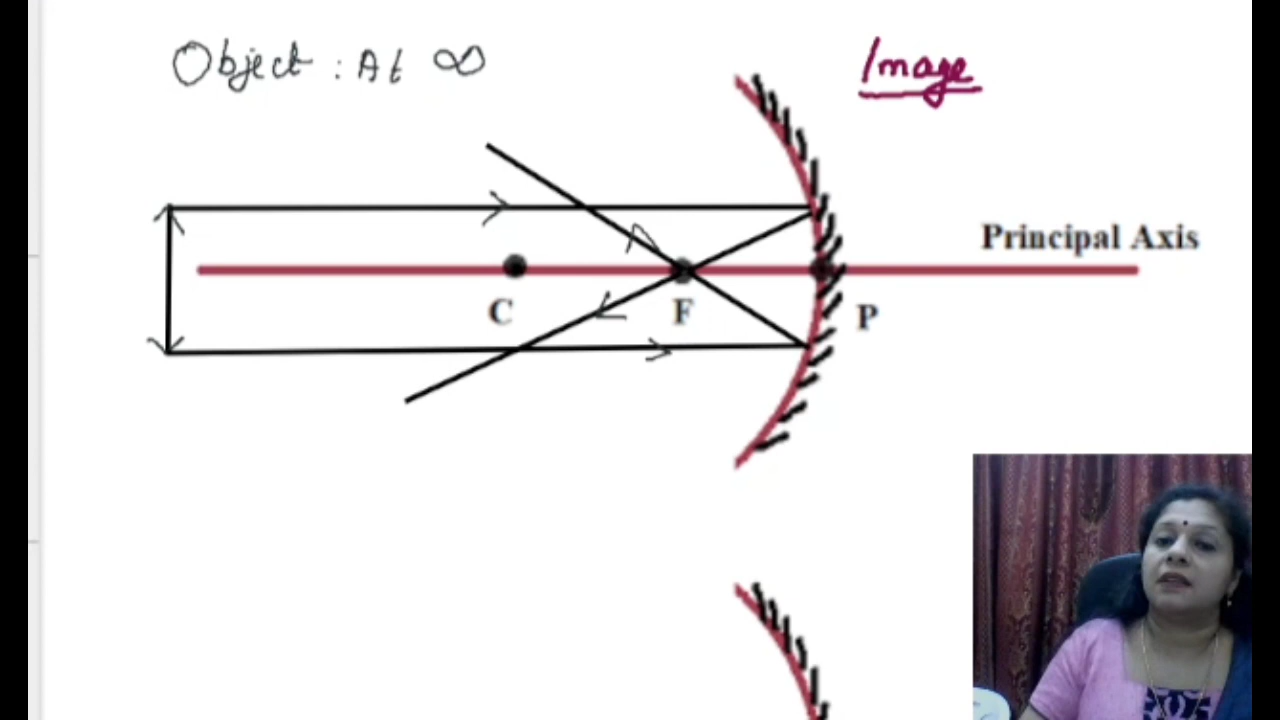 Object : At ∞
Image
Principal Axis
C
F
P